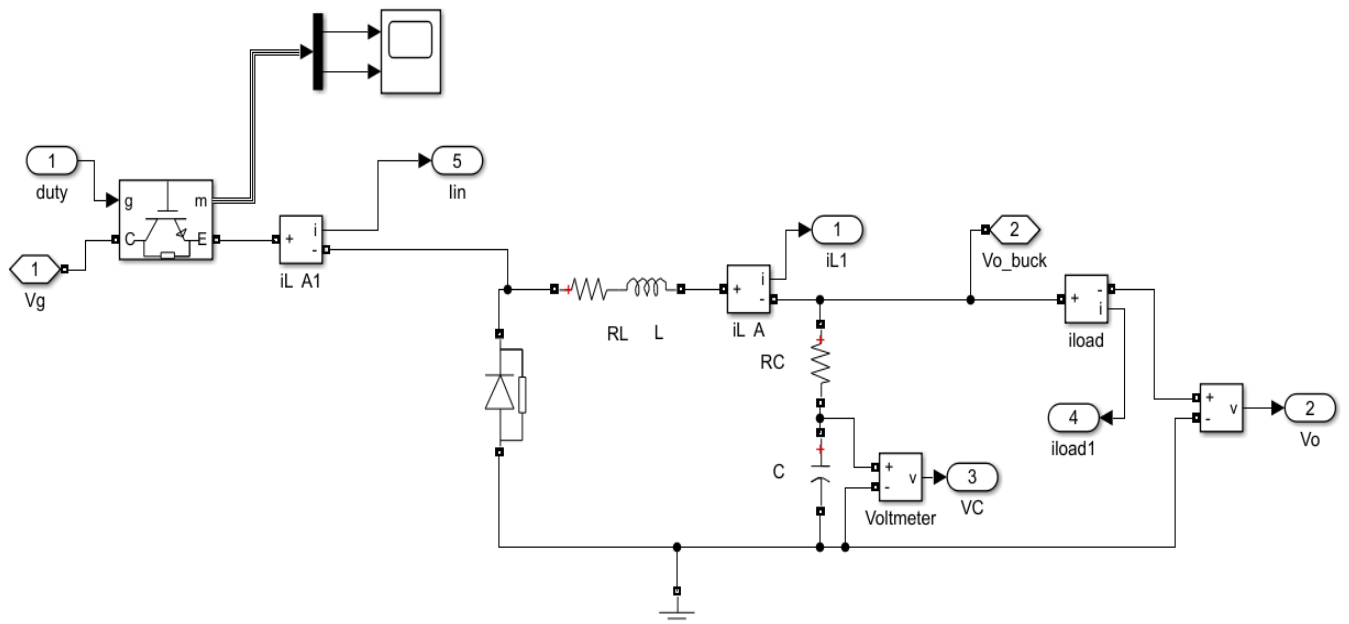 1
duty
g
m
C
E
1
Vg
+
i
-
iL A1
5
Iin
RL
L
+
i
-
iL A
1
iL1
2
Vo_buck
+
-
i
iload
4
iload1
RC
C
+
-
v
Voltmeter
3
VC
+
-
v
2
Vo
+
+
+